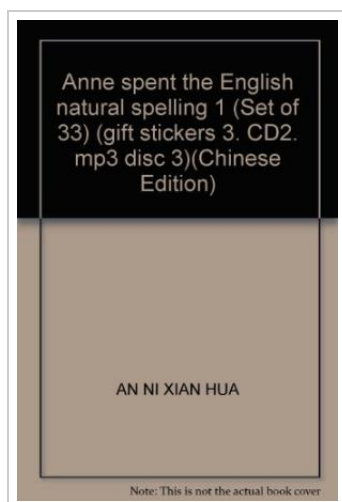 Anne spent the English
natural spelling 1 (Set of
33) (gift stickers 3. CD2.
mp3 disc 3)(Chinese
Edition)
AN NI XIAN HUA
Note: This is not the actual book cover